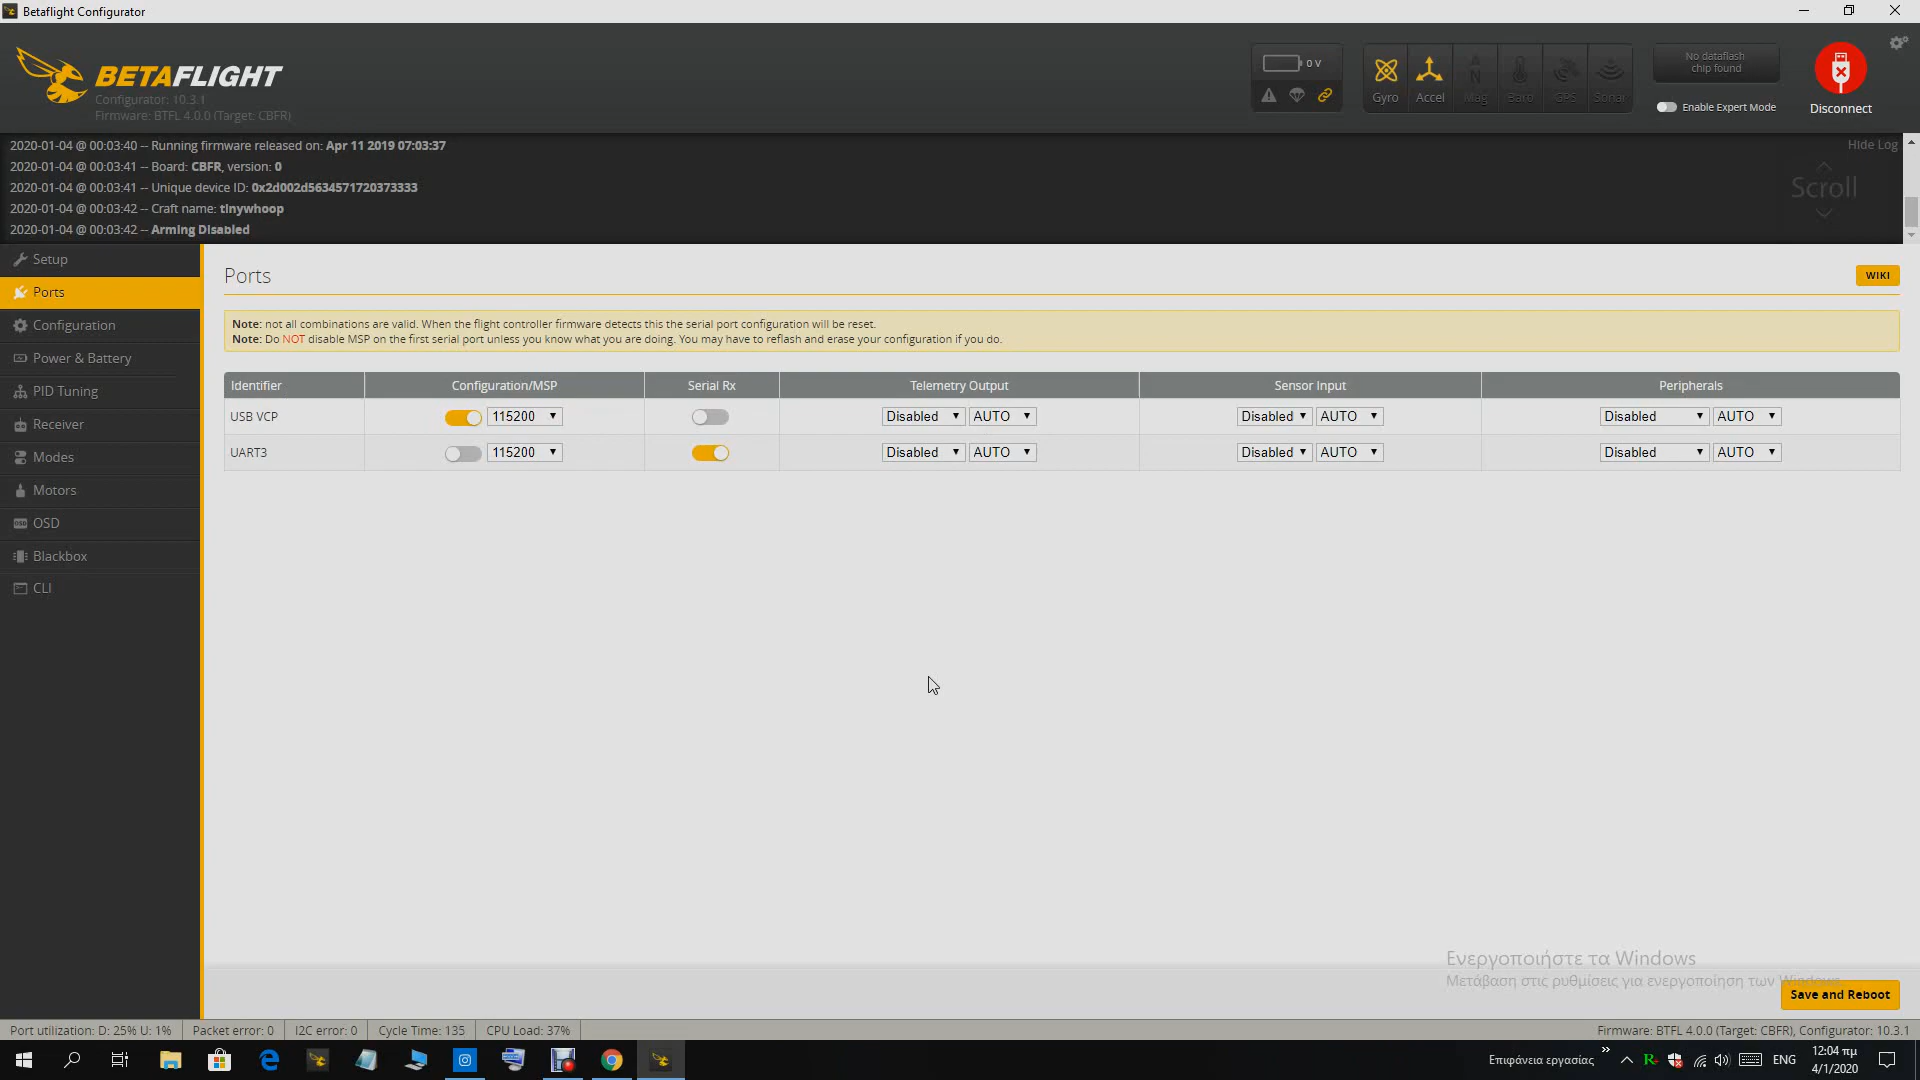 Betaflight Configurator
BETAFLIGHT
Configurator: 10.3.1
Firmware: BTFL 4.0.0 (Target: CBFR)
0 V
Gyro
Accel
Mag
Baro
GPS
Sonar
No dataflash
chip found
Enable Expert Mode
Disconnect
2020-01-04 @ 00:03:40 -- Running firmware released on: Apr 11 2019 07:03:37
2020-01-04 @ 00:03:41 -- Board: CBFR, version: 0
2020-01-04 @ 00:03:41 -- Unique device ID: 0x2d002d5634571720373333
2020-01-04 @ 00:03:42 -- Craft name: tinywhoop
2020-01-04 @ 00:03:42 -- Arming Disabled
Hide Log
Scroll
Setup
Ports
Configuration
Power & Battery
PID Tuning
Receiver
Modes
Motors
OSD
Blackbox
CLI
Ports
WIKI
Note: not all combinations are valid. When the flight controller firmware detects this the serial port configuration will be reset.
Note: Do NOT disable MSP on the first serial port unless you know what you are doing. You may have to reflash and erase your configuration if you do.
Identifier Configuration/MSP Serial Rx Telemetry Output Sensor Input Peripherals
USB VCP 115200 Disabled AUTO Disabled AUTO Disabled AUTO
UART3 115200 Disabled AUTO Disabled AUTO Disabled AUTO
Ενεργοποιήστε τα Windows
Μετάβαση στις ρυθμίσεις για ενεργοποίηση των Windows.
Save and Reboot
Port utilization: D: 25% U: 1% Packet error: 0 I2C error: 0 Cycle Time: 135 CPU Load: 37% Firmware: BTFL 4.0.0 (Target: CBFR), Configurator: 10.3.1
Επιφάνεια εργασίας
ENG
12:04 πμ
4/1/2020